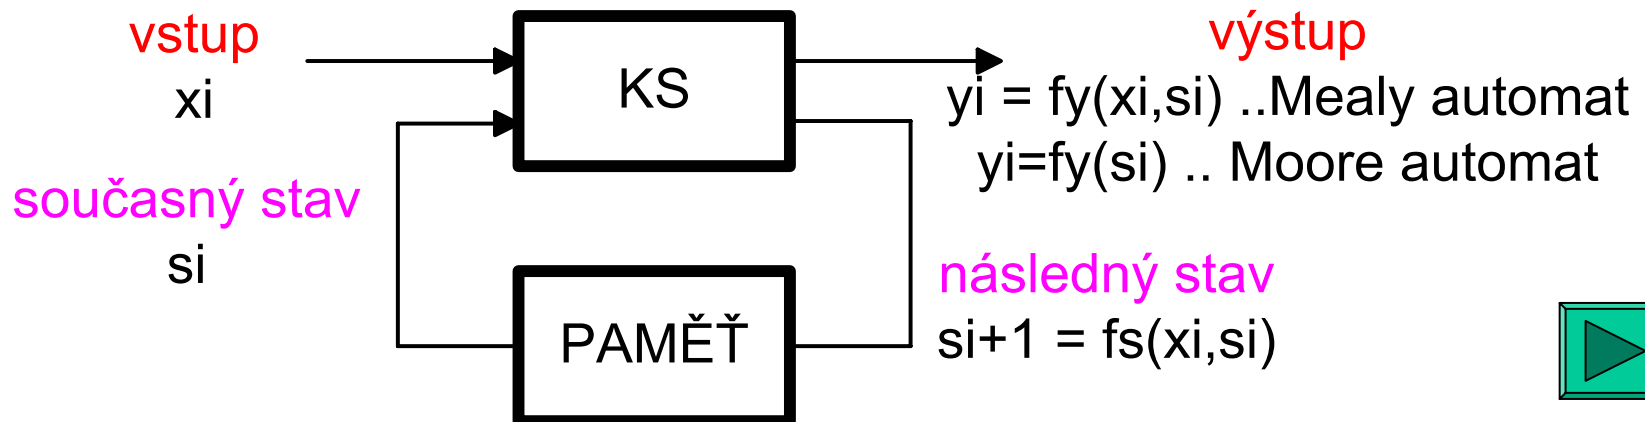 vstup
xi
současný stav
si
KS
PAMĚŤ
výstup
yi = fy(xi,si) ..Mealy automat
yi=fy(si) .. Moore automat
následný stav
si+1 = fs(xi,si)